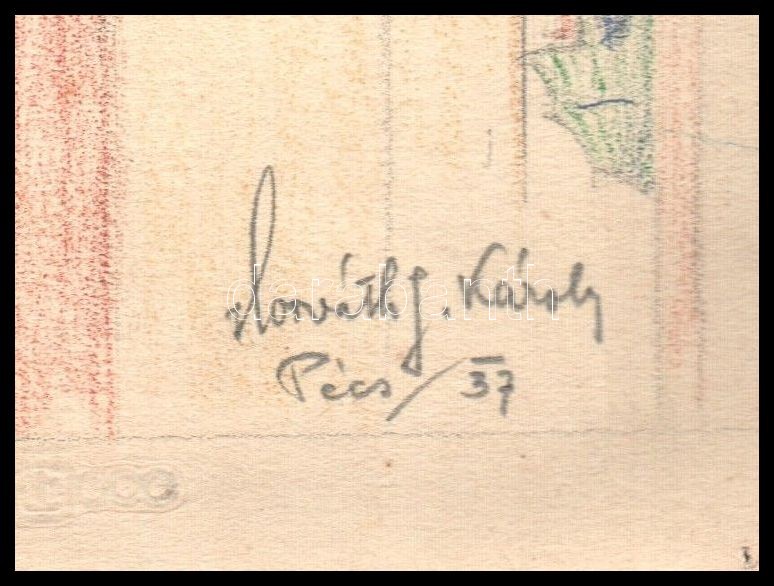 Horváth J. Károly
Pécs / 37